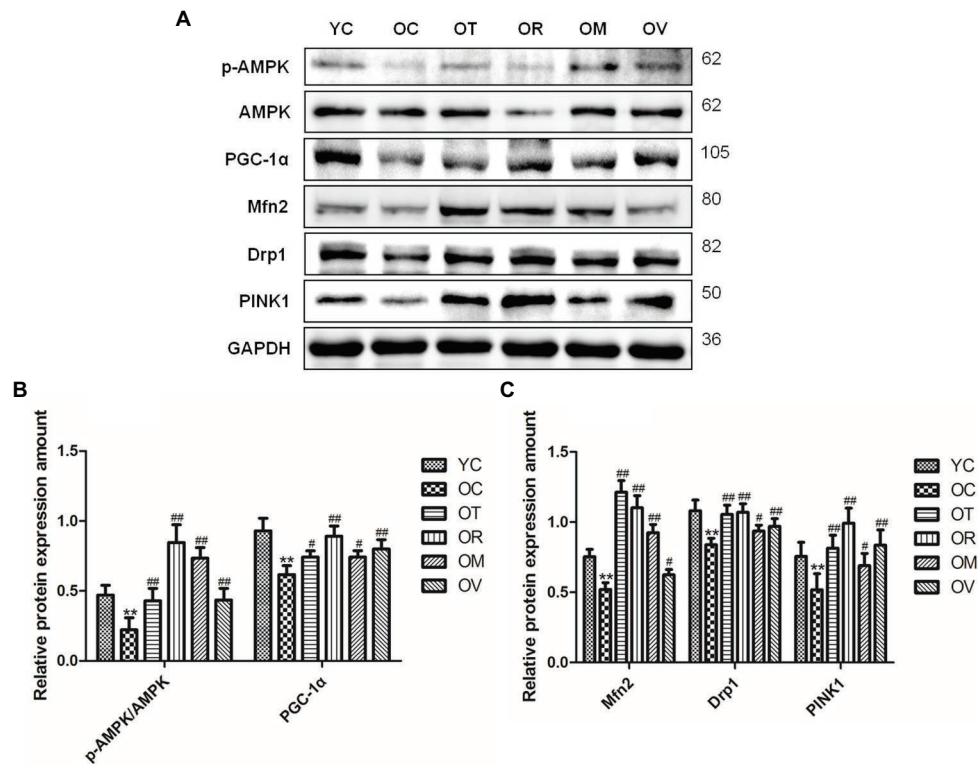 A
YC OC OT OR OM OV
p-AMPK 62
AMPK 62
PGC-1α 105
Mfn2 80
Drp1 82
PINK1 50
GAPDH 36
B
Relative protein expression amount
1.5
1.0
0.5
0.0
** ## ## ## ##
** # ## # ##
p-AMPK/AMPK
PGC-1α
YC
OC
OT
OR
OM
OV
C
Relative protein expression amount
1.5
1.0
0.5
0.0
** ## ## ## #
** ## ## # ##
** ## ## # ##
Mfn2
Drp1
PINK1
YC
OC
OT
OR
OM
OV